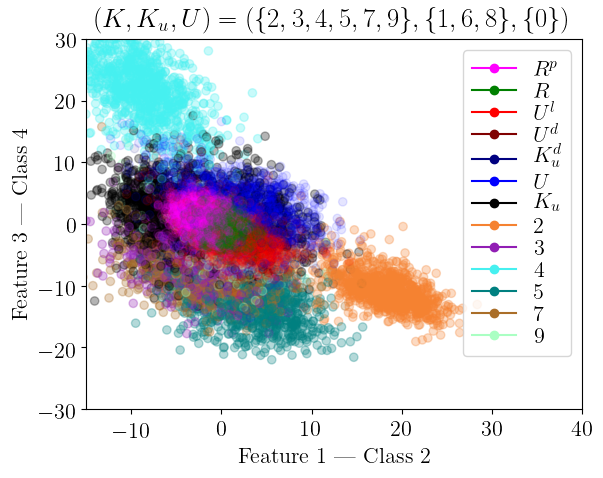 (K, K_u, U) = ({2, 3, 4, 5, 7, 9}, {1, 6, 8}, {0})
Feature 3 — Class 4
30
20
10
0
−10
−20
−30
−10
0
10
20
30
40
Feature 1 — Class 2
R^p
R
U^l
U^d
K_u^d
U
K_u
2
3
4
5
7
9